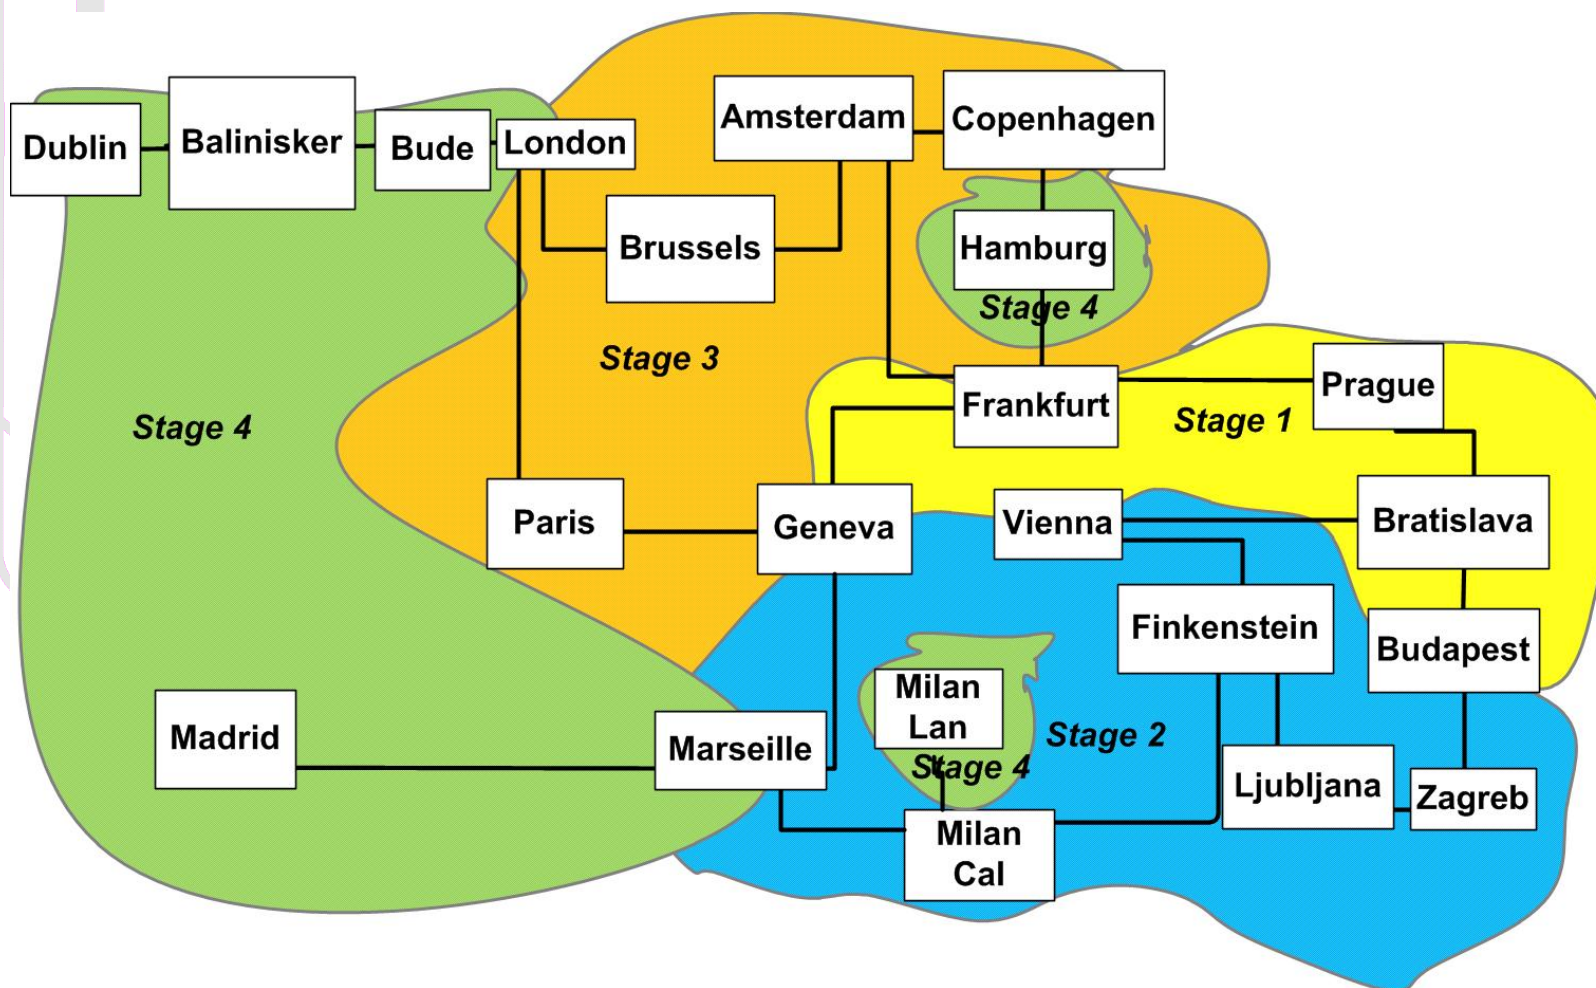 Dublin
Balinisker
Bude
London
Amsterdam
Copenhagen
Brussels
Hamburg
Stage 4
Stage 3
Frankfurt
Prague
Stage 1
Stage 4
Paris
Geneva
Vienna
Bratislava
Finkenstein
Budapest
Milan
Lan
Stage 4
Stage 2
Madrid
Marseille
Ljubljana
Zagreb
Milan
Cal